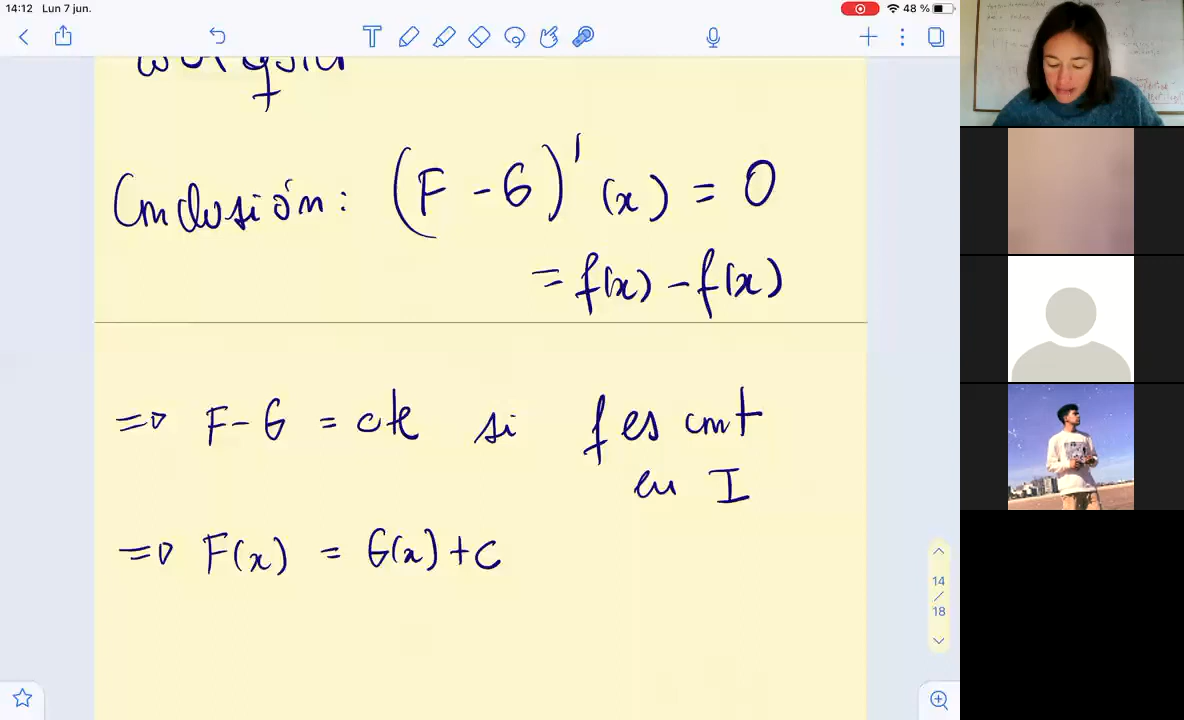 14:12 Lun 7 jun.
48 %
T
Conclusión: (F - G)' (x) = 0
= f(x) - f(x)
=> F - G = cte si f es cont
en I
=> F(x) = G(x) + C
14
/
18